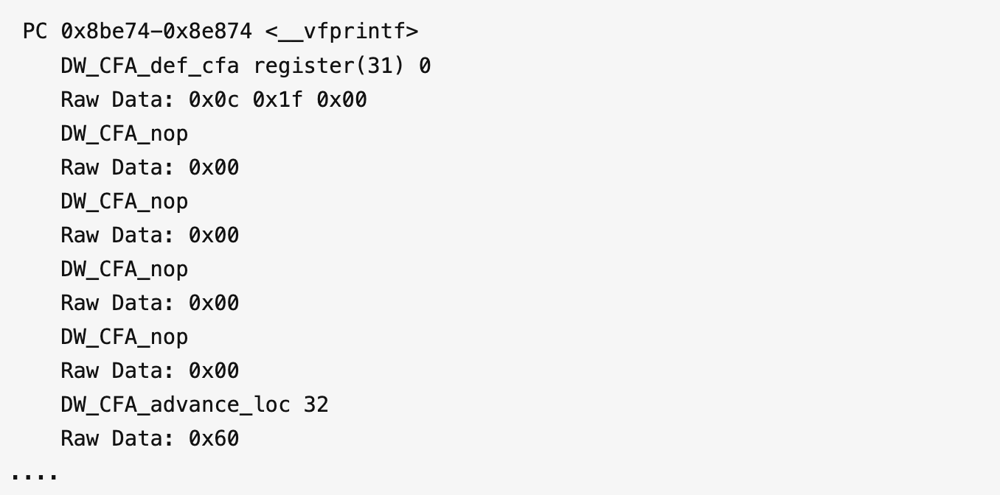 PC 0x8be74-0x8e874 <__vfprintf>
DW_CFA_def_cfa register(31) 0
Raw Data: 0x0c 0x1f 0x00
DW_CFA_nop
Raw Data: 0x00
DW_CFA_nop
Raw Data: 0x00
DW_CFA_nop
Raw Data: 0x00
DW_CFA_nop
Raw Data: 0x00
DW_CFA_advance_loc 32
Raw Data: 0x60
....